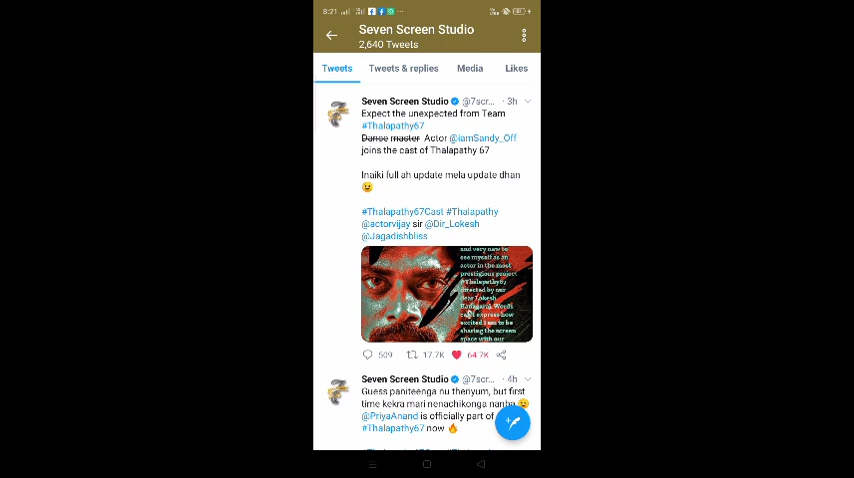 8:21
Seven Screen Studio
2,640 Tweets
Tweets Tweets & replies Media Likes
Seven Screen Studio @7scr... · 3h
Expect the unexpected from Team
#Thalapathy67
Dance master Actor @iamSandy_Off
joins the cast of Thalapathy 67
Inaiki full ah update mela update dhan
😉
#Thalapathy67Cast #Thalapathy
@actorvijay sir @Dir_Lokesh
@Jagadishbliss
and very new to
see myself as an
actor in the most
prestigious project
#Thalapathy67
directed by our
dear Lokesh
Kanagaraj. Words
can't express how
excited I am to be
sharing the screen
space with our
509 17.7K 64.7K
Seven Screen Studio @7scr... · 4h
Guess paniteenga nu theriyum, but first
time kekra mari nenachikonga nanba 😉
@PriyaAnand is officially part of
#Thalapathy67 now 🔥